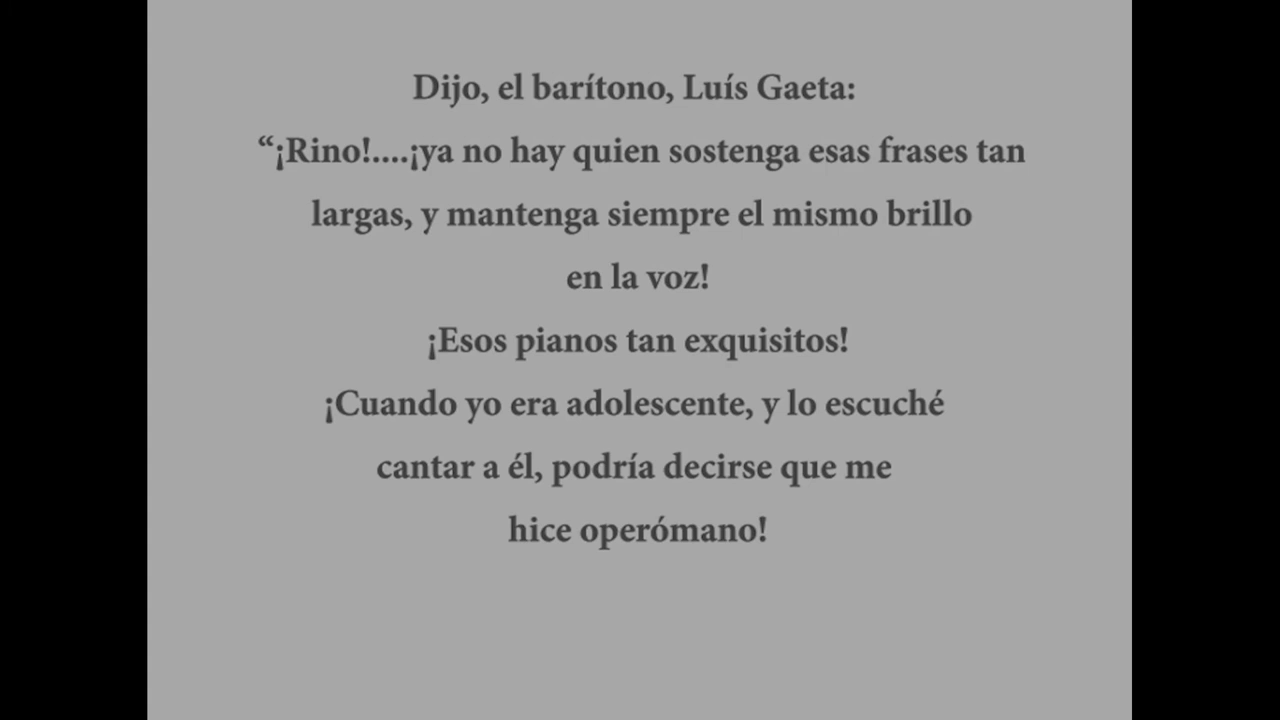 Dijo, el barítono, Luís Gaeta:
“¡Rino!....¡ya no hay quien sostenga esas frases tan
largas, y mantenga siempre el mismo brillo
en la voz!
¡Esos pianos tan exquisitos!
¡Cuando yo era adolescente, y lo escuché
cantar a él, podría decirse que me
hice operómano!